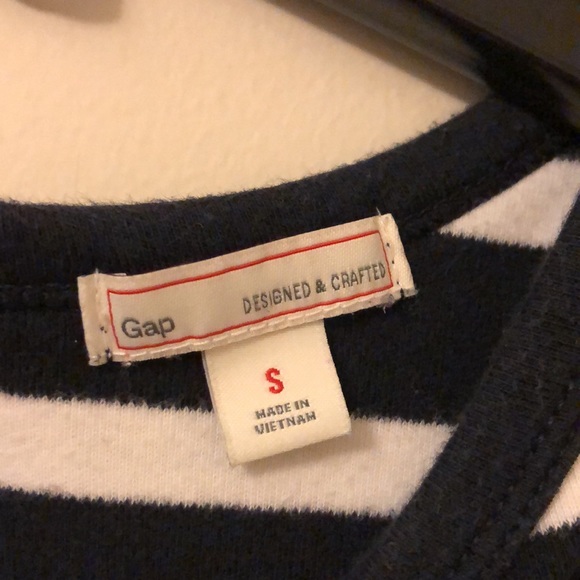 Gap DESIGNED & CRAFTED
S
MADE IN
VIETNAM